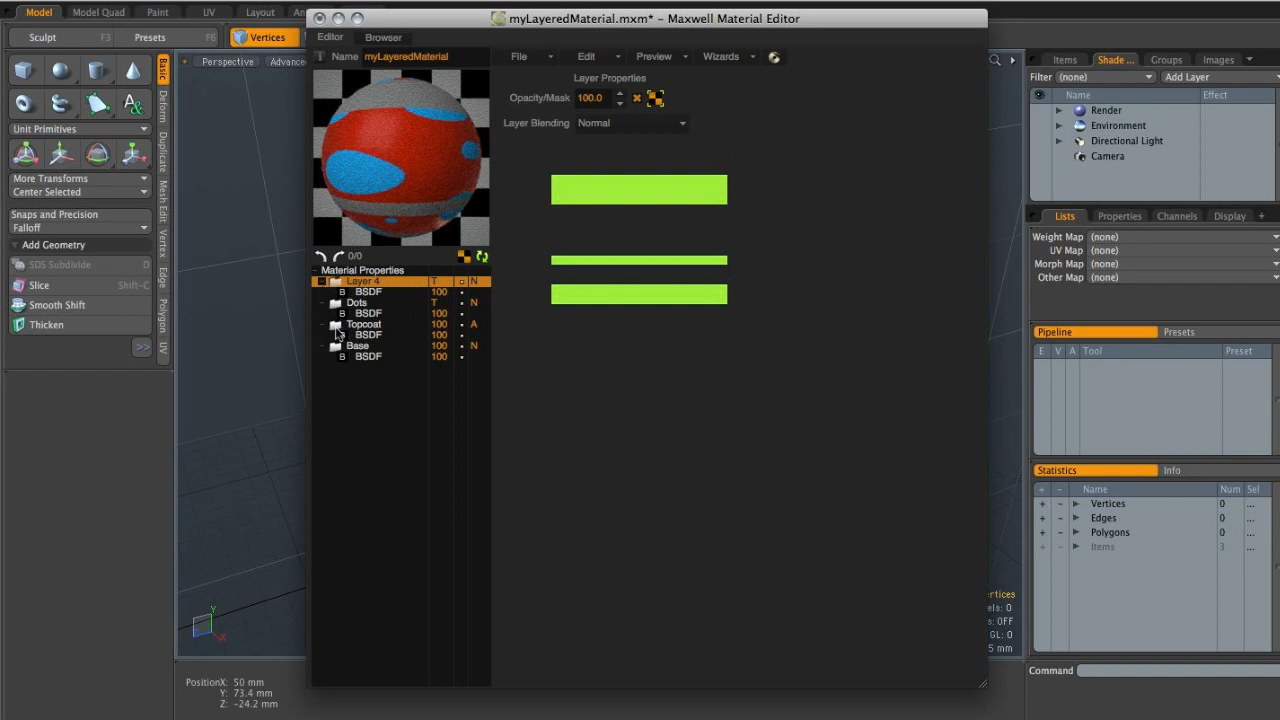 Model
Model Quad
Paint
UV
Layout
Sculpt F3
Presets F6
Vertices
Basic
Deform
Duplicate
Mesh Edit
Vertex
Edge
Polygon
UV
Unit Primitives
More Transforms
Center Selected
Snaps and Precision
Falloff
Add Geometry
SDS Subdivide D
Slice Shift-C
Smooth Shift
Thicken
>>
Perspective
PositionX: 50 mm
Y: 73.4 mm
Z: -24.2 mm
Y
X
myLayeredMaterial.mxm* – Maxwell Material Editor
Editor
Browser
Name myLayeredMaterial
File
Edit
Preview
Wizards
Layer Properties
Opacity/Mask 100.0
Layer Blending Normal
0/0
Material Properties
Layer 4 T N
B BSDF 100
Dots T N
B BSDF 100
Topcoat 100 A
BSDF 100
Base 100 N
B BSDF 100
Items
Shade ...
Groups
Images
Filter (none)
Add Layer
Name
Effect
Render
Environment
Directional Light
Camera
Lists
Properties
Channels
Display
+
Weight Map (none)
UV Map (none)
Morph Map (none)
Other Map (none)
Pipeline
Presets
E V A Tool Preset
Statistics
Info
+ - Name Num Sel
+ - Vertices 0 ...
+ - Edges 0 ...
+ - Polygons 0 ...
+ - Items 3 ...
GL: 0
5 mm
Command